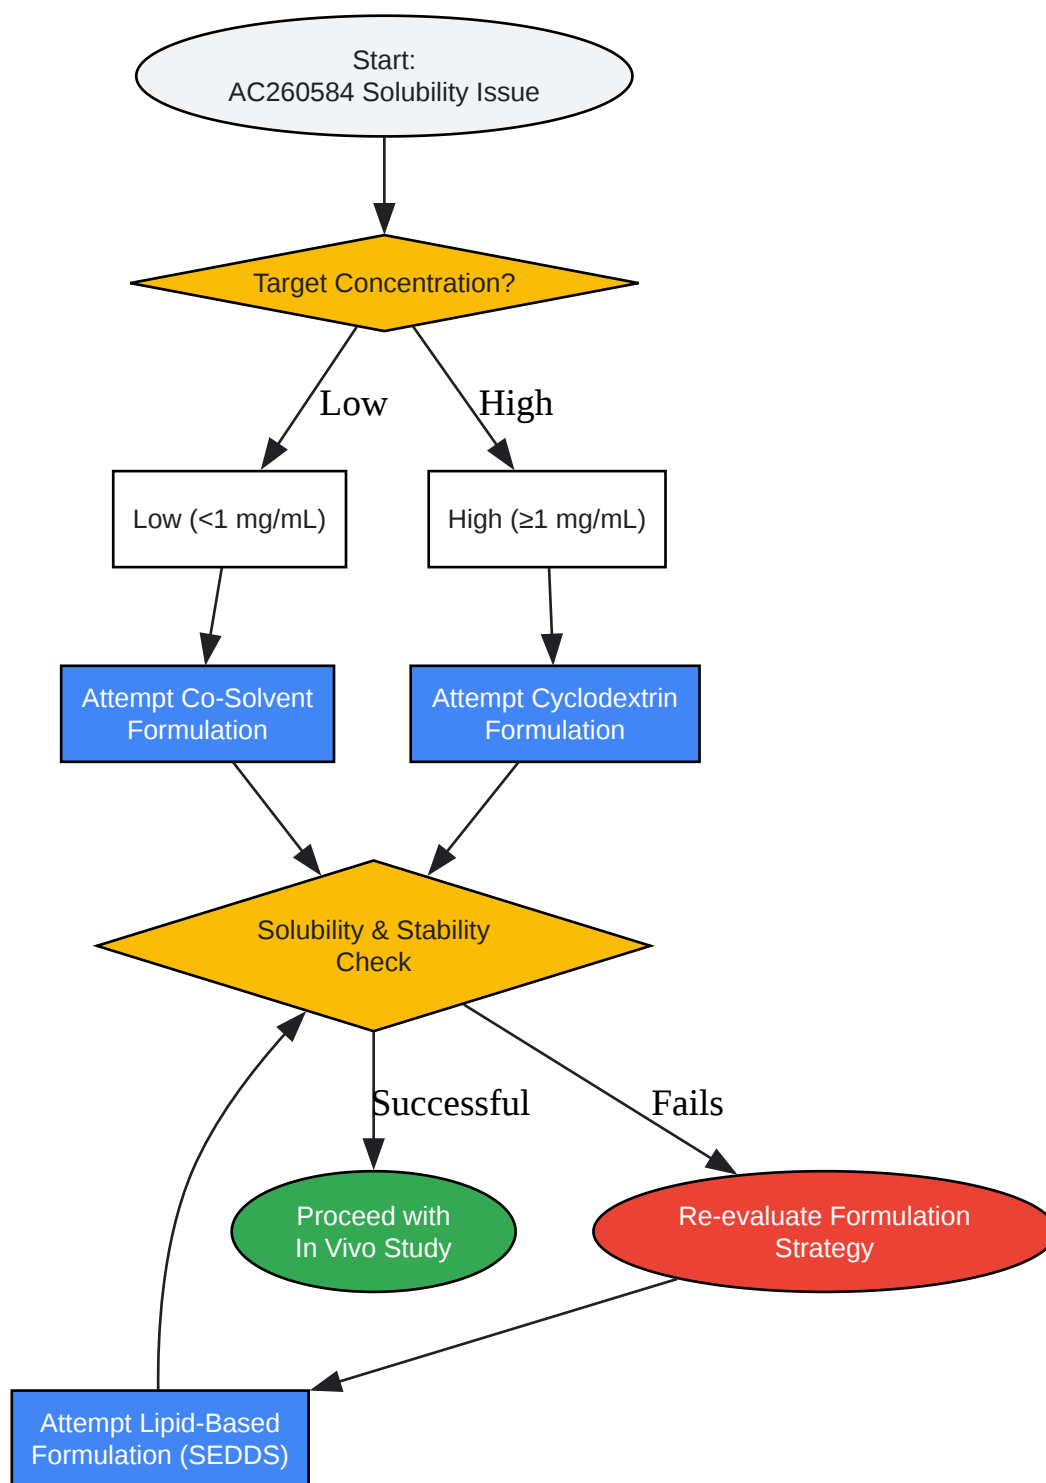 Start:
AC260584 Solubility Issue
Target Concentration?
Low
High
Low (<1 mg/mL)
High (≥1 mg/mL)
Attempt Co-Solvent
Formulation
Attempt Cyclodextrin
Formulation
Solubility & Stability
Check
Successful
Fails
Proceed with
In Vivo Study
Re-evaluate Formulation
Strategy
Attempt Lipid-Based
Formulation (SEDDS)